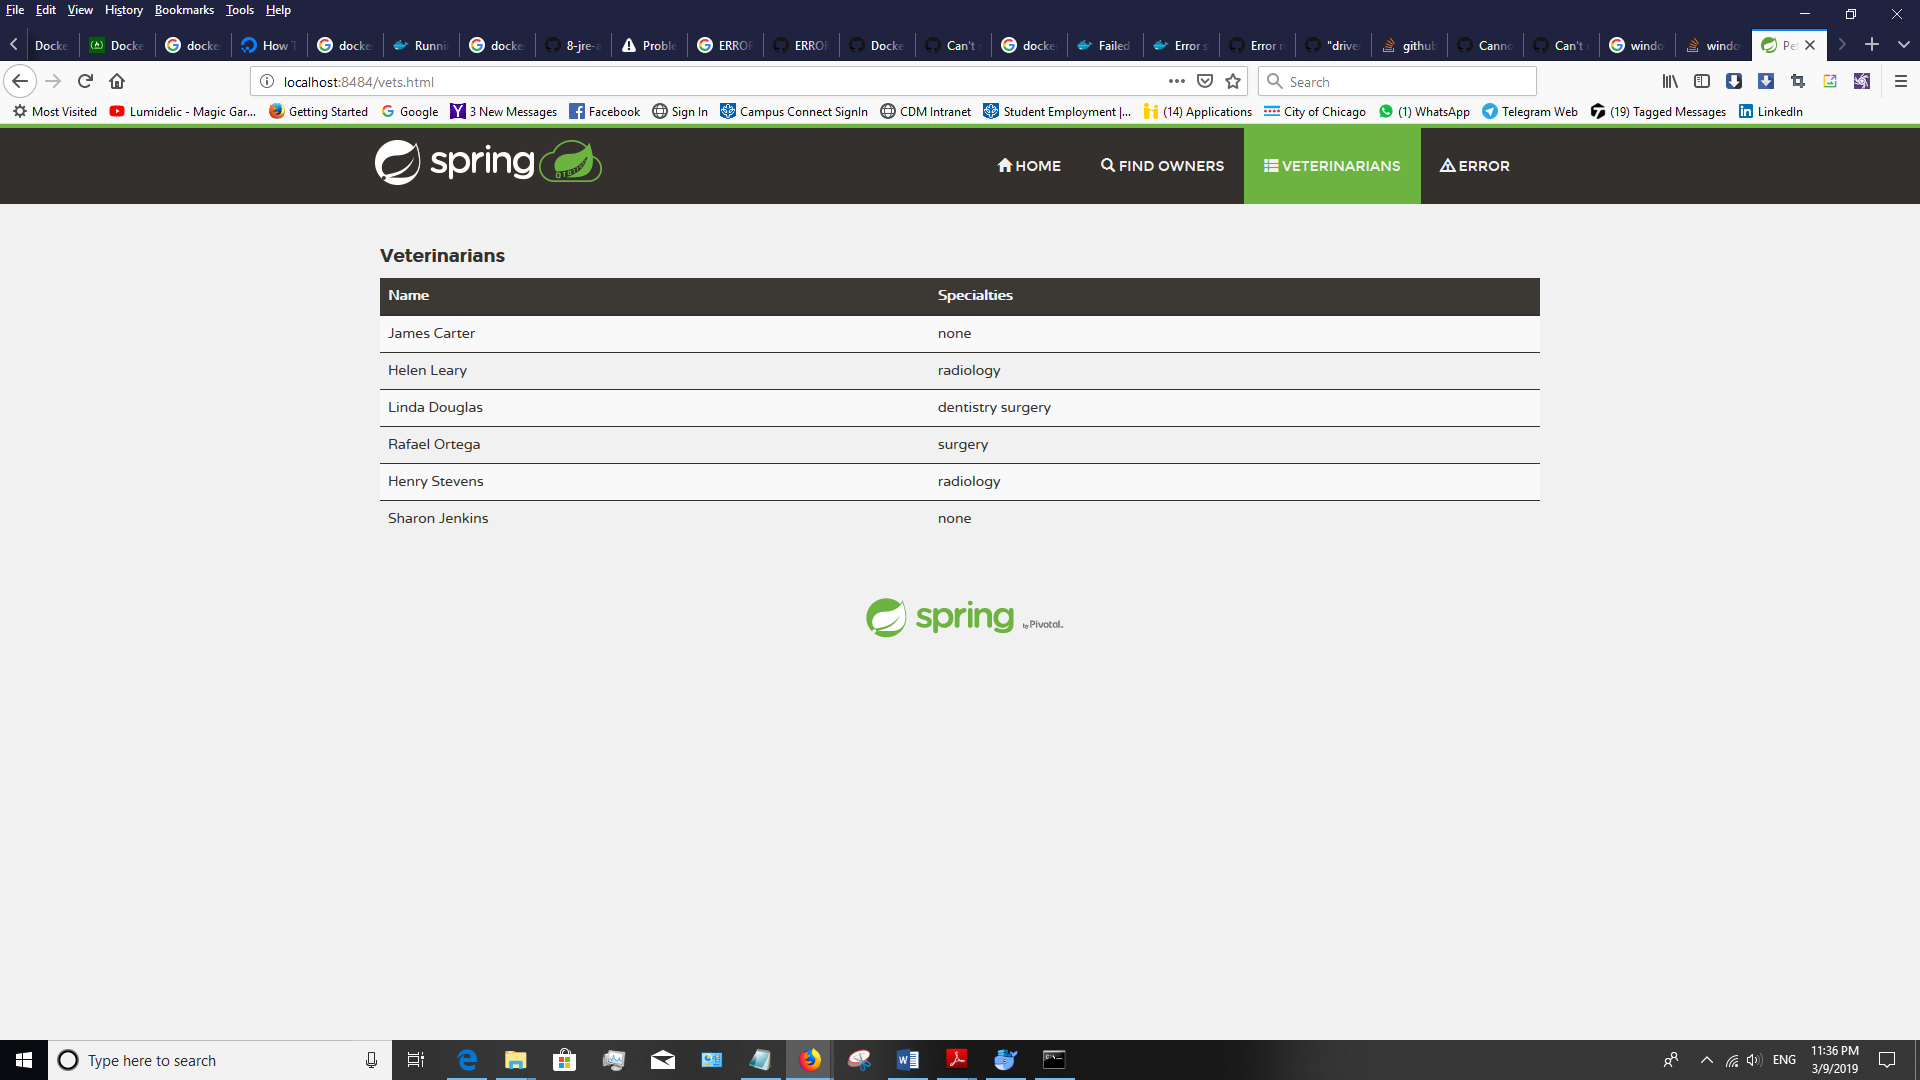 File Edit View History Bookmarks Tools Help
Docke Docke docke How T docke Runni docke 8-jre-a Proble ERROR ERROR Docke Can't docke Failed Error s Error r "drive github Canno Can't windo windo Pet
localhost:8484/vets.html Search
Most Visited Lumidelic - Magic Gar... Getting Started Google 3 New Messages Facebook Sign In Campus Connect SignIn CDM Intranet Student Employment |... (14) Applications City of Chicago (1) WhatsApp Telegram Web (19) Tagged Messages LinkedIn
spring HOME FIND OWNERS VETERINARIANS ERROR
Veterinarians
Name Specialties
James Carter none
Helen Leary radiology
Linda Douglas dentistry surgery
Rafael Ortega surgery
Henry Stevens radiology
Sharon Jenkins none
spring by Pivotal
Type here to search ENG 11:36 PM
3/9/2019